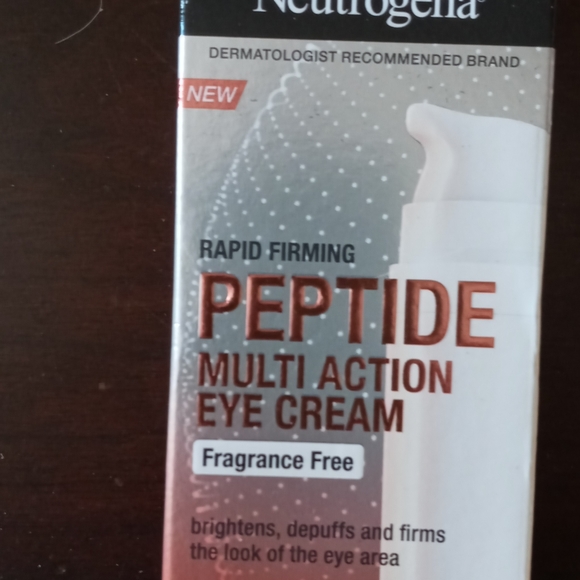 Neutrogena®
DERMATOLOGIST RECOMMENDED BRAND
NEW
RAPID FIRMING
PEPTIDE
MULTI ACTION
EYE CREAM
Fragrance Free
brightens, depuffs and firms
the look of the eye area